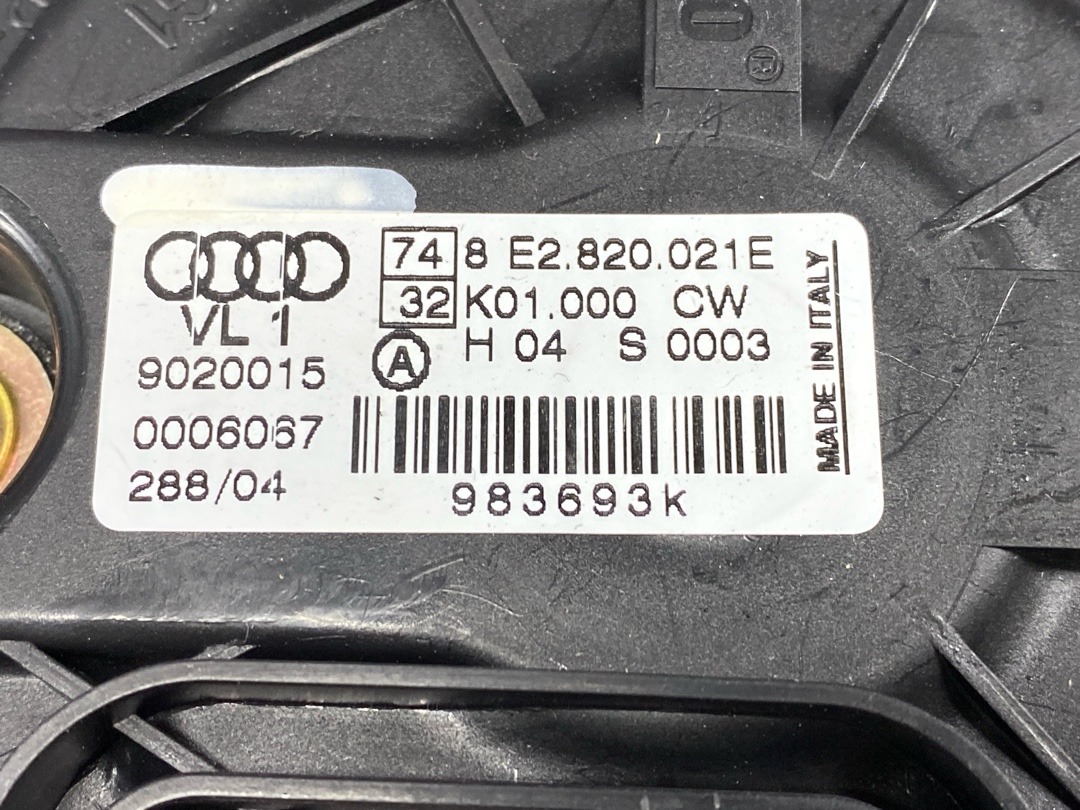 0
®
74 8 E2.820.021E
32 K01.000 CW
VL 1
A H 04 S 0003
9020015
0006067
288/04
983693k
MADE IN ITALY